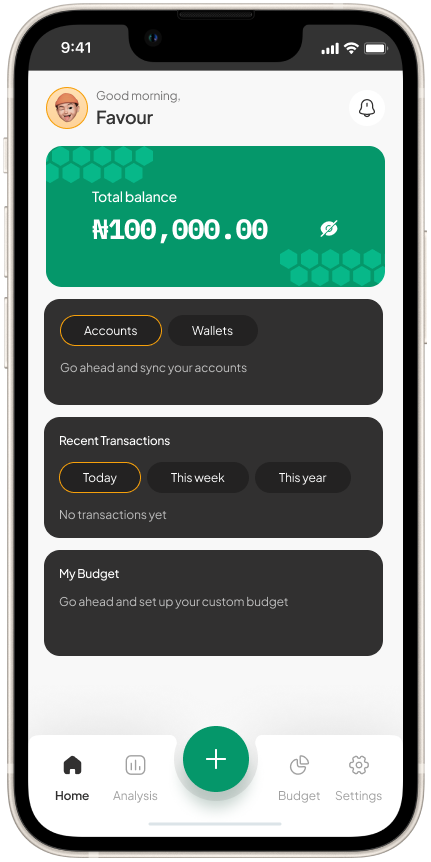 9:41
Good morning,
Favour
Total balance
₦100,000.00
Accounts Wallets
Go ahead and sync your accounts
Recent Transactions
Today This week This year
No transactions yet
My Budget
Go ahead and set up your custom budget
Home Analysis Budget Settings